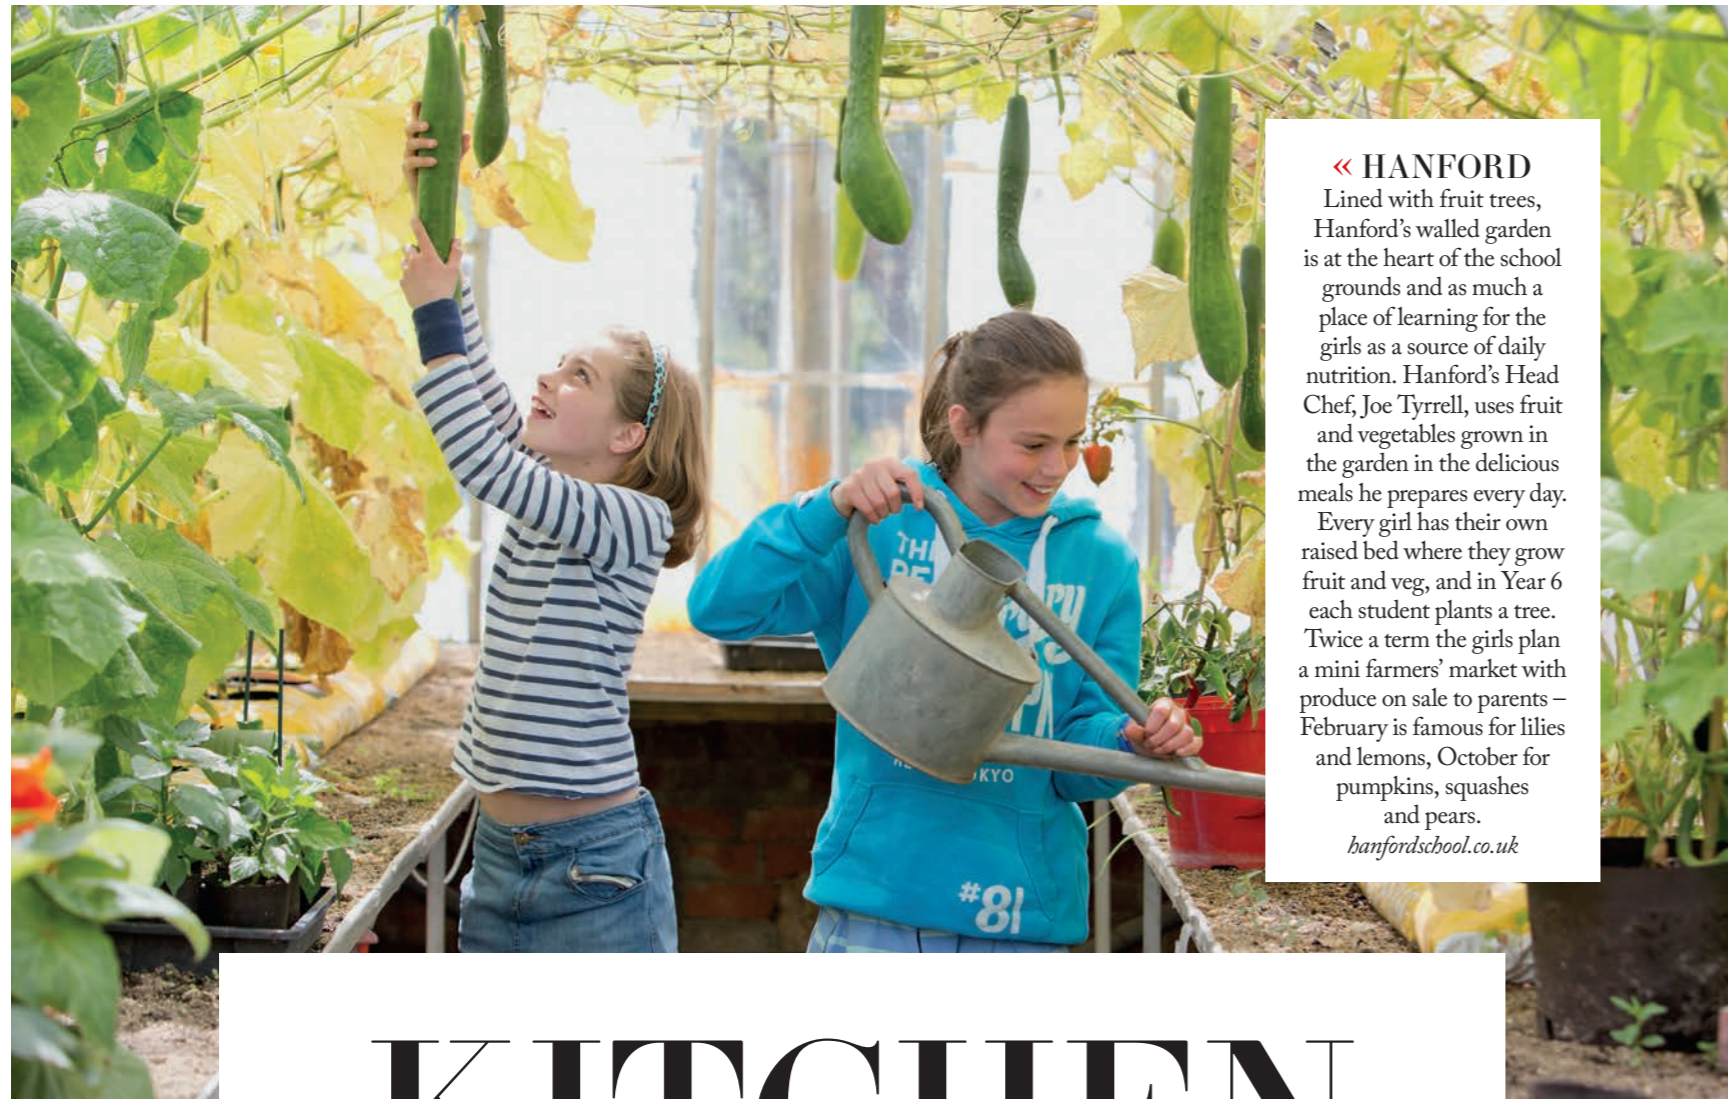 « HANFORD
Lined with fruit trees,
Hanford’s walled garden
is at the heart of the school
grounds and as much a
place of learning for the
girls as a source of daily
nutrition. Hanford’s Head
Chef, Joe Tyrrell, uses fruit
and vegetables grown in
the garden in the delicious
meals he prepares every day.
Every girl has their own
raised bed where they grow
fruit and veg, and in Year 6
each student plants a tree.
Twice a term the girls plan
a mini farmers’ market with
produce on sale to parents –
February is famous for lilies
and lemons, October for
pumpkins, squashes
and pears.
hanfordschool.co.uk
#81
KITCHEN